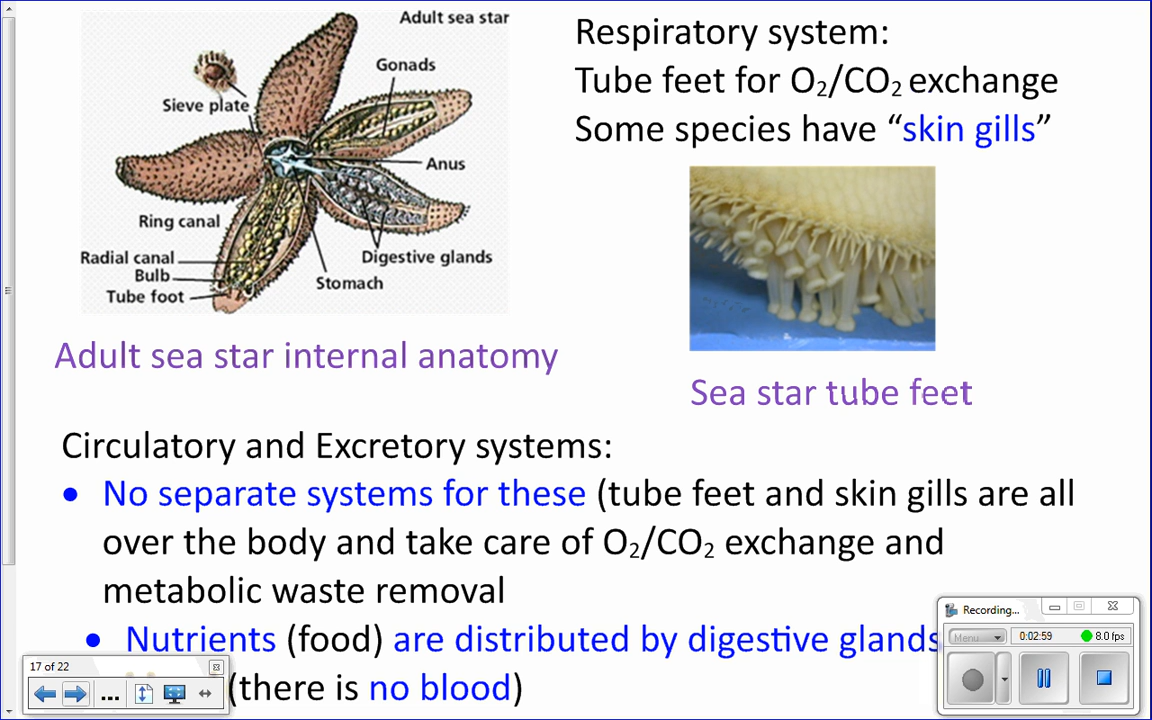 Adult sea star
Gonads
Sieve plate
Anus
Ring canal
Radial canal
Bulb
Tube foot
Digestive glands
Stomach
Adult sea star internal anatomy
Respiratory system:
Tube feet for O₂/CO₂ exchange
Some species have “skin gills”
Sea star tube feet
Circulatory and Excretory systems:
• No separate systems for these (tube feet and skin gills are all
over the body and take care of O₂/CO₂ exchange and
metabolic waste removal
• Nutrients (food) are distributed by digestive glands
(there is no blood)
17 of 22
...
Recording...
Menu
0:02:59
8.0 fps